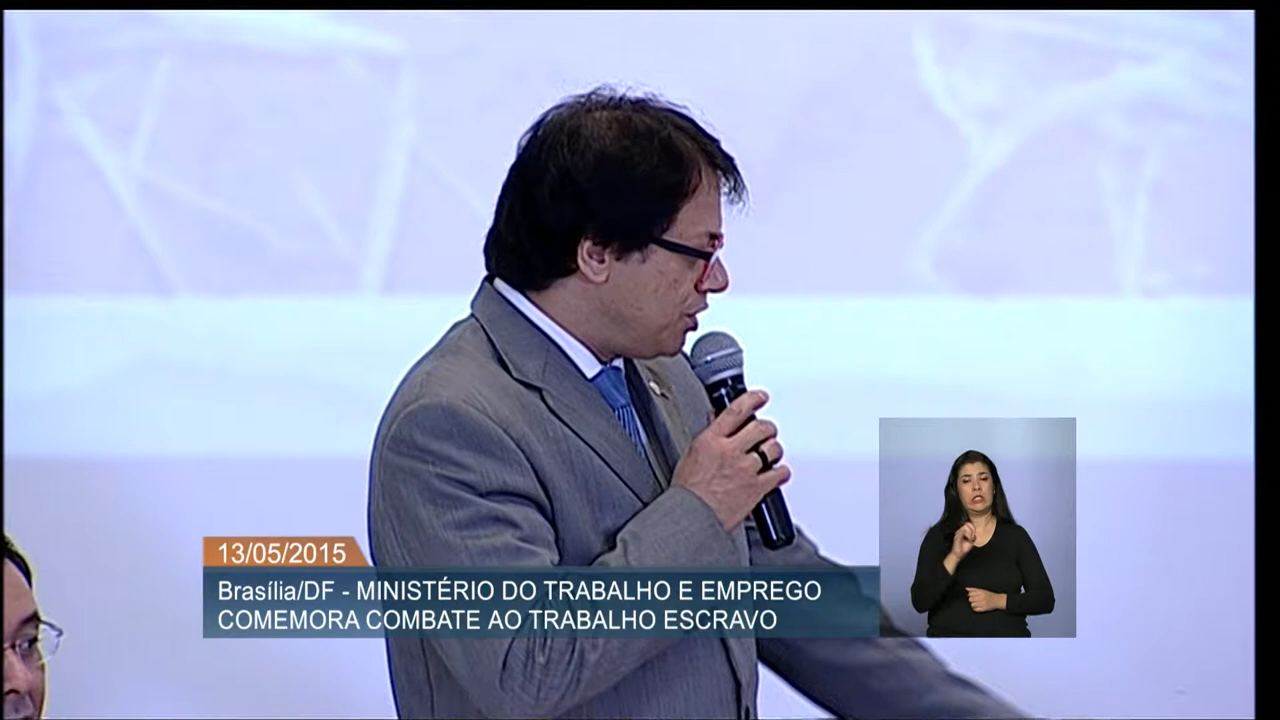 13/05/2015
Brasília/DF - MINISTÉRIO DO TRABALHO E EMPREGO
COMEMORA COMBATE AO TRABALHO ESCRAVO